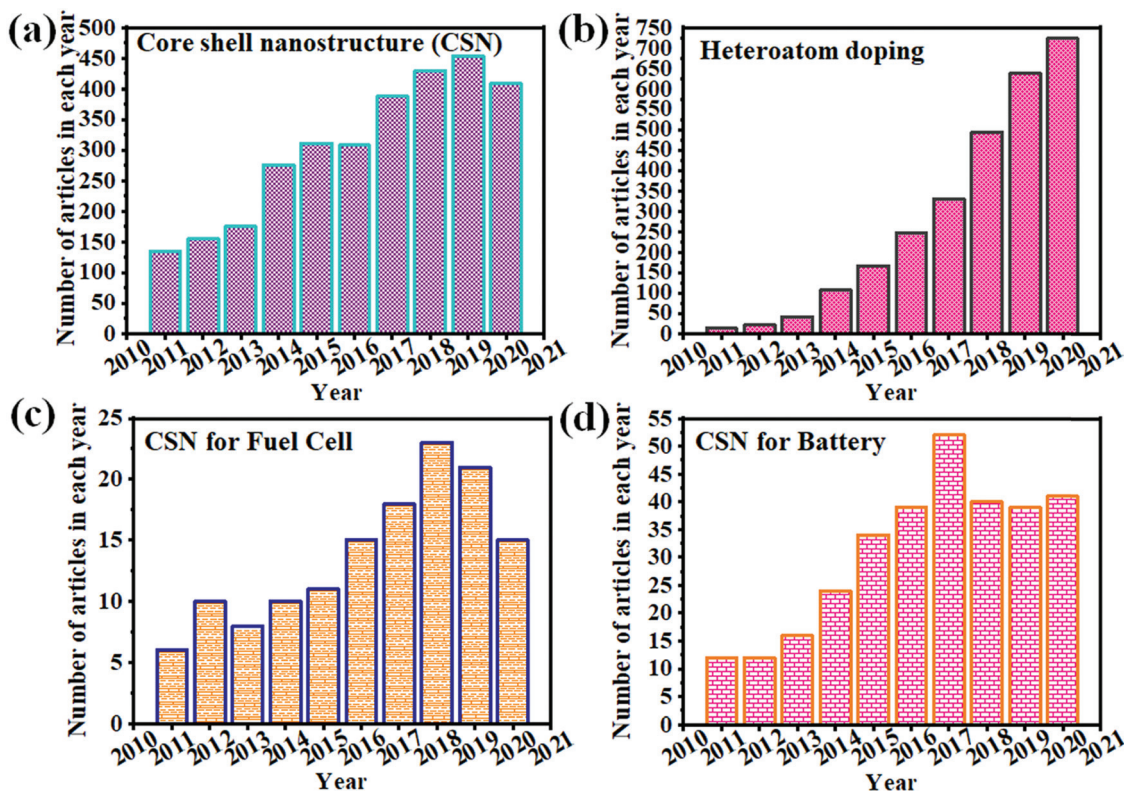 (a)
Core shell nanostructure (CSN)
Number of articles in each year
500
450
400
350
300
250
200
150
100
50
0
2010 2011 2012 2013 2014 2015 2016 2017 2018 2019 2020 2021
Year
(b)
Heteroatom doping
Number of articles in each year
750
700
650
600
550
500
450
400
350
300
250
200
150
100
50
0
2010 2011 2012 2013 2014 2015 2016 2017 2018 2019 2020 2021
Year
(c)
CSN for Fuel Cell
Number of articles in each year
25
20
15
10
5
0
2010 2011 2012 2013 2014 2015 2016 2017 2018 2019 2020 2021
Year
(d)
CSN for Battery
Number of articles in each year
55
50
45
40
35
30
25
20
15
10
5
0
2010 2011 2012 2013 2014 2015 2016 2017 2018 2019 2020 2021
Year